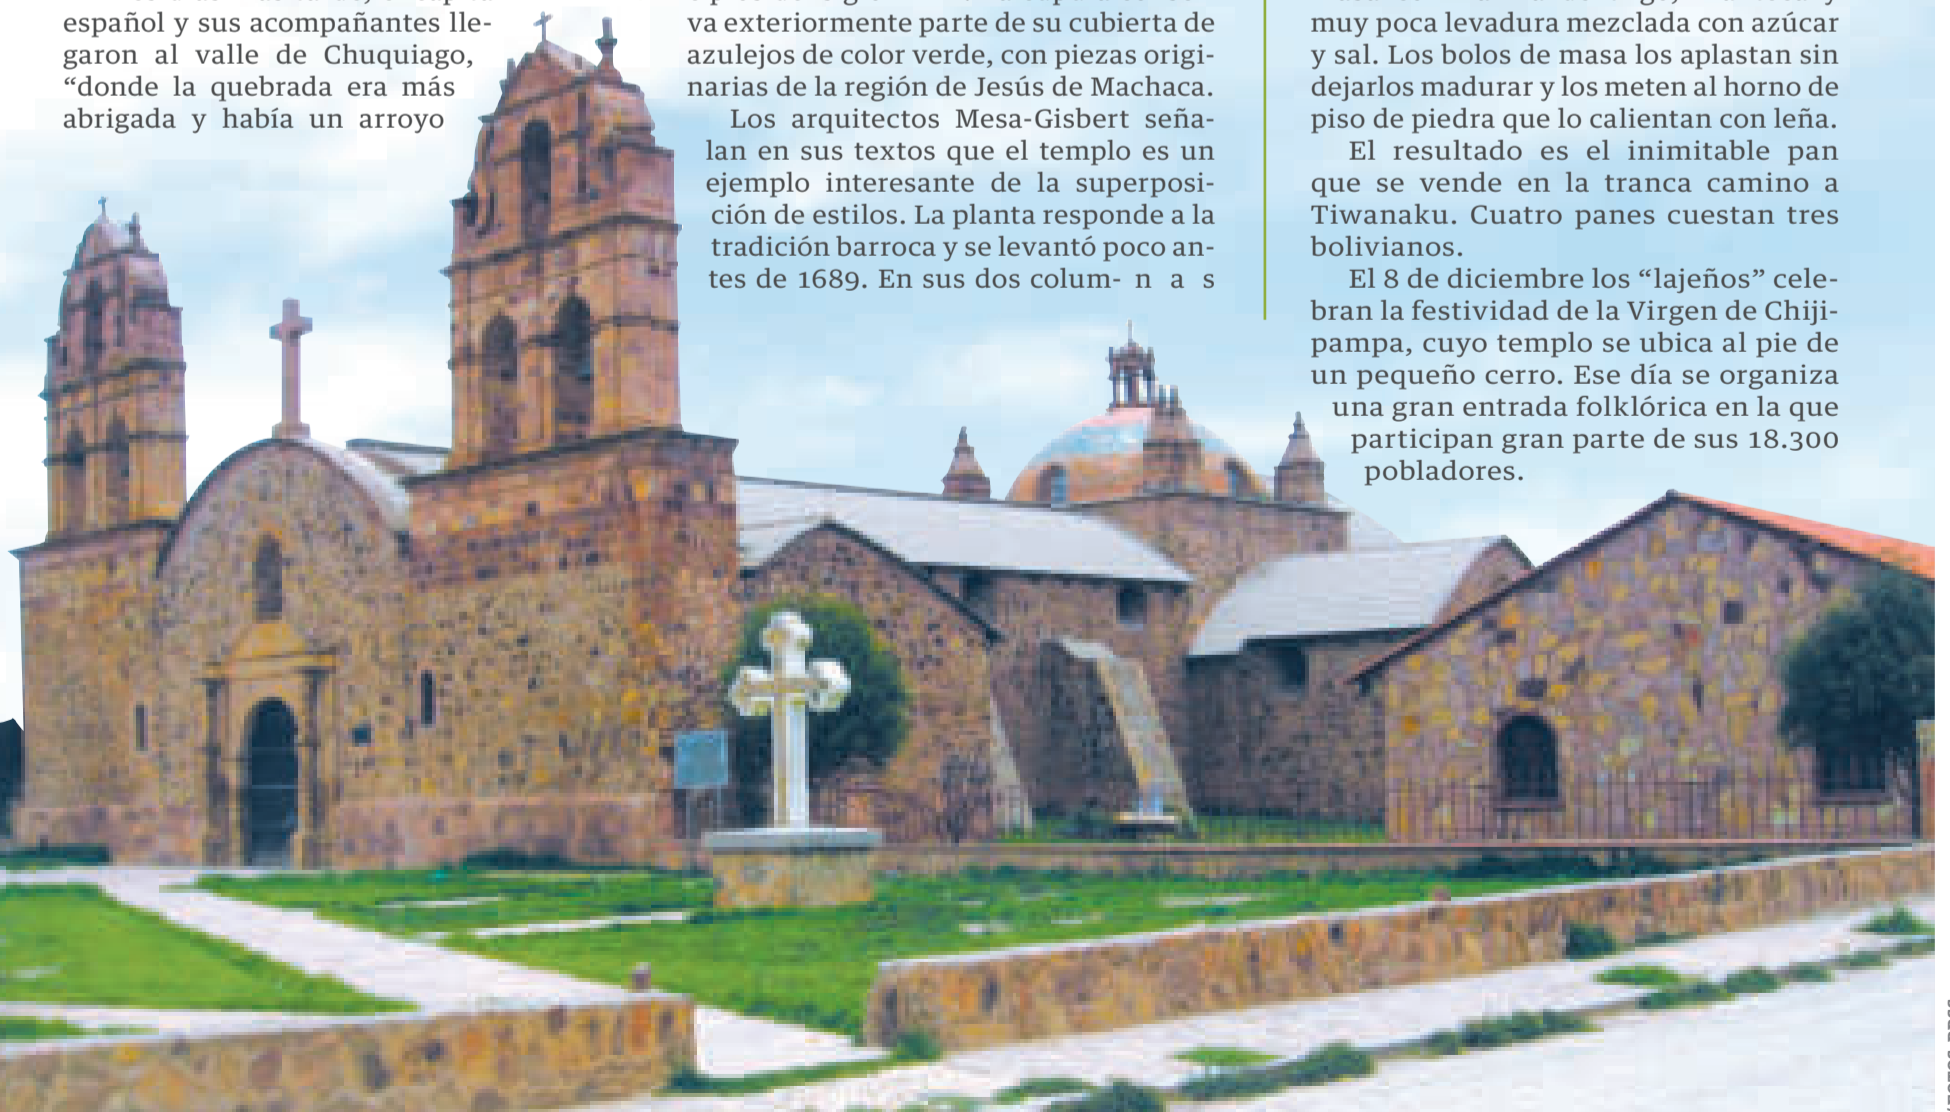 español y sus acompañantes lle-
garon al valle de Chuquiago,
“donde la quebrada era más
abrigada y había un arroyo
va exteriormente parte de su cubierta de
azulejos de color verde, con piezas origi-
narias de la región de Jesús de Machaca.
Los arquitectos Mesa-Gisbert seña-
lan en sus textos que el templo es un
ejemplo interesante de la superposi-
ción de estilos. La planta responde a la
tradición barroca y se levantó poco an-
tes de 1689. En sus dos colum- n a s
muy poca levadura mezclada con azúcar
y sal. Los bolos de masa los aplastan sin
dejarlos madurar y los meten al horno de
piso de piedra que lo calientan con leña.
El resultado es el inimitable pan
que se vende en la tranca camino a
Tiwanaku. Cuatro panes cuestan tres
bolivianos.
El 8 de diciembre los “lajeños” cele-
bran la festividad de la Virgen de Chiji-
pampa, cuyo templo se ubica al pie de
un pequeño cerro. Ese día se organiza
una gran entrada folklórica en la que
participan gran parte de sus 18.300
pobladores.